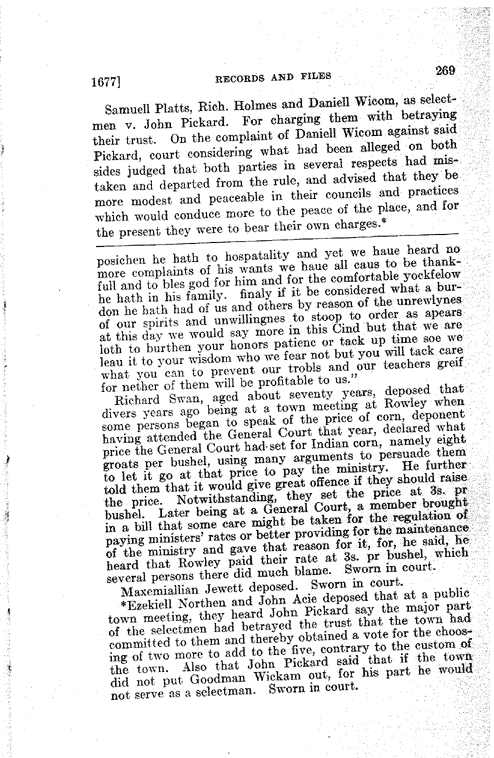 1677]	RECORDS AND FILES	269
Samuell Platts, Rich. Holmes and Daniell Wicom, as select-
men v. John Pickard. For charging them with betraying
their trust. On the complaint of Daniell Wicom against said
Pickard, court considering what had been alleged on both
sides judged that both parties in several respects had mis-
taken and departed from the rule, and advised that they be
more modest and peaceable in their councils and practices
which would conduce more to the peace of the place, and for
the present they were to bear their own charges.*
posichen he hath to hospatality and yet we haue heard no
more complaints of his wants we haue all caus to be thank-
full and to bles god for him and for the comfortable yockfelow
he hath in his family. finaly if it be considered what a bur-
don he hath had of us and others by reason of the unrewlynes
of our spirits and unwillingnes to stoop to order as apears
at this day we would say more in this Cind but that we are
loth to burthen your honors patienc or tack up time soe we
leau it to your wisdom who we fear not but you will tack care
what you can to prevent our trobls and our teachers greif
for nether of them will be profitable to us."
Richard Swan, aged about seventy years, deposed that
divers years ago being at a town meeting at Rowley when
some persons began to speak of the price of corn, deponent
having attended the General Court that year, declared what
price the General Court had set for Indian corn, namely eight
groats per bushel, using many arguments to persuade them
to let it go at that price to pay the ministry. He further
told them that it would give great offence if they should raise
the price. Notwithstanding, they set the price at 3s. pr
bushel. Later being at a General Court, a member brought
in a bill that some care might be taken for the regulation of
paying ministers' rates or better providing for the maintenance
of the ministry and gave that reason for it, for, he said, he
heard that Rowley paid their rate at 3s. pr bushel, which
several persons there did much blame. Sworn in court.
Maxemiallian Jewett deposed. Sworn in court.
*Ezekiell Northen and John Acie deposed that at a public
town meeting, they heard John Pickard say the major part
of the selectmen had betrayed the trust that the town had
committed to them and thereby obtained a vote for the choos-
ing of two more to add to the five, contrary to the custom of
the town. Also that John Pickard said that if the town
did not put Goodman Wickam out, for his part he would
not serve as a selectman. Sworn in court.